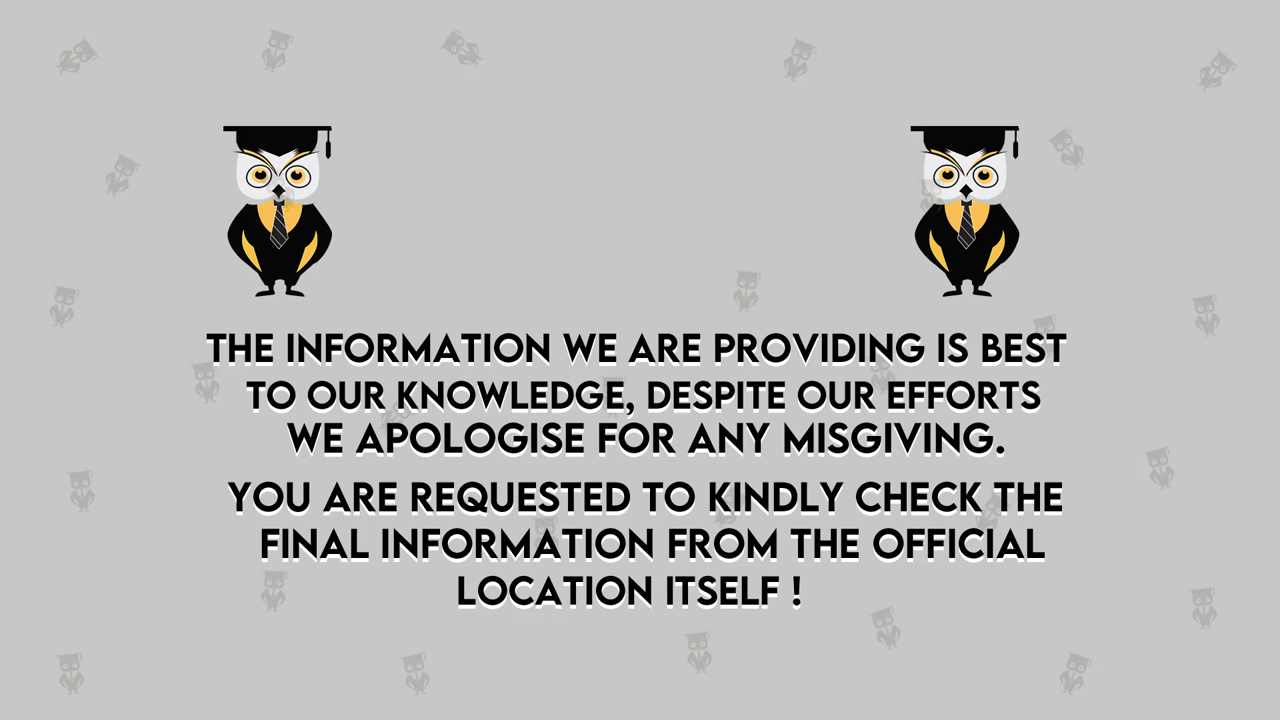 THE INFORMATION WE ARE PROVIDING IS BEST
TO OUR KNOWLEDGE, DESPITE OUR EFFORTS
WE APOLOGISE FOR ANY MISGIVING.
YOU ARE REQUESTED TO KINDLY CHECK THE
FINAL INFORMATION FROM THE OFFICIAL
LOCATION ITSELF !